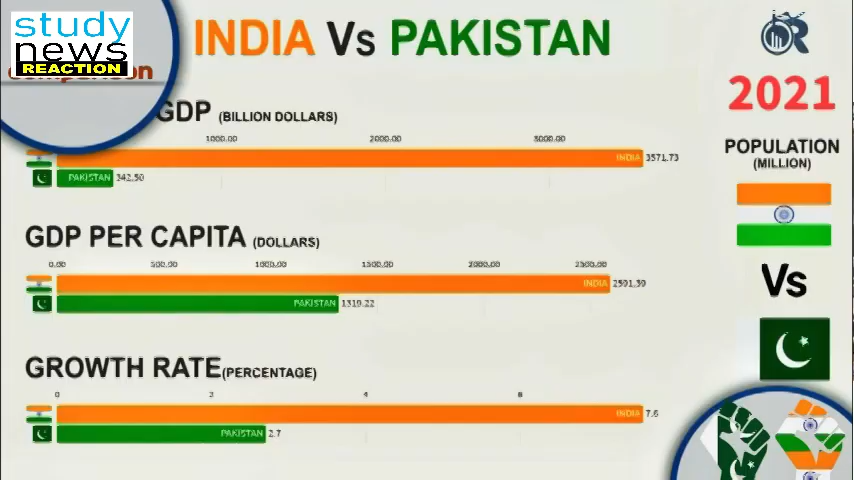 study
news
REACTION
INDIA Vs PAKISTAN
2021
POPULATION
(MILLION)
Vs
GDP (BILLION DOLLARS)
1000.00 2000.00 3000.00
INDIA 3571.73
PAKISTAN 342.50
GDP PER CAPITA (DOLLARS)
0.00 500.00 1000.00 1500.00 2000.00 2500.00
INDIA
PAKISTAN 1319.22
GROWTH RATE(PERCENTAGE)
0 2 4 6
INDIA 7.6
PAKISTAN 2.7